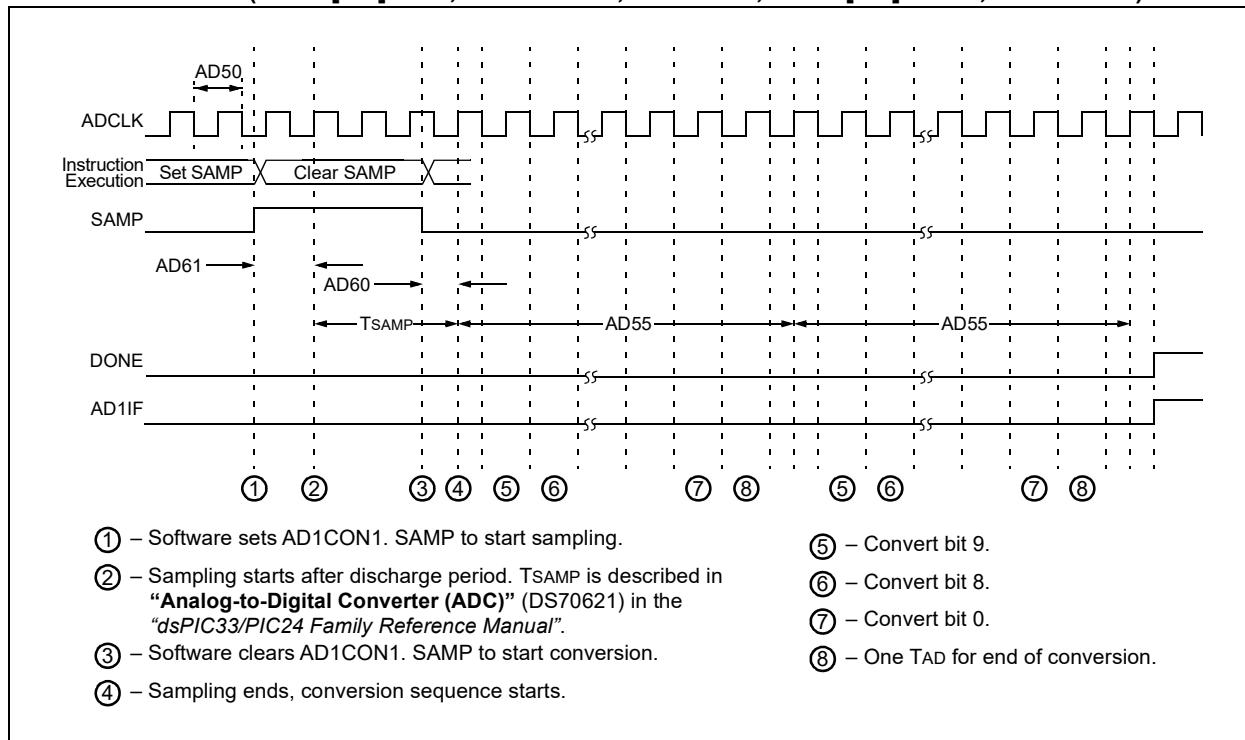 AD50
ADCLK
Instruction
Execution
Set SAMP
Clear SAMP
SAMP
AD61
AD60
TSAMP
AD55
AD55
DONE
AD1IF
1 2 3 4 5 6 7 8 5 6 7 8
1 – Software sets AD1CON1. SAMP to start sampling.
2 – Sampling starts after discharge period. TSAMP is described in
“Analog-to-Digital Converter (ADC)” (DS70621) in the
“dsPIC33/PIC24 Family Reference Manual”.
3 – Software clears AD1CON1. SAMP to start conversion.
4 – Sampling ends, conversion sequence starts.
5 – Convert bit 9.
6 – Convert bit 8.
7 – Convert bit 0.
8 – One TAD for end of conversion.